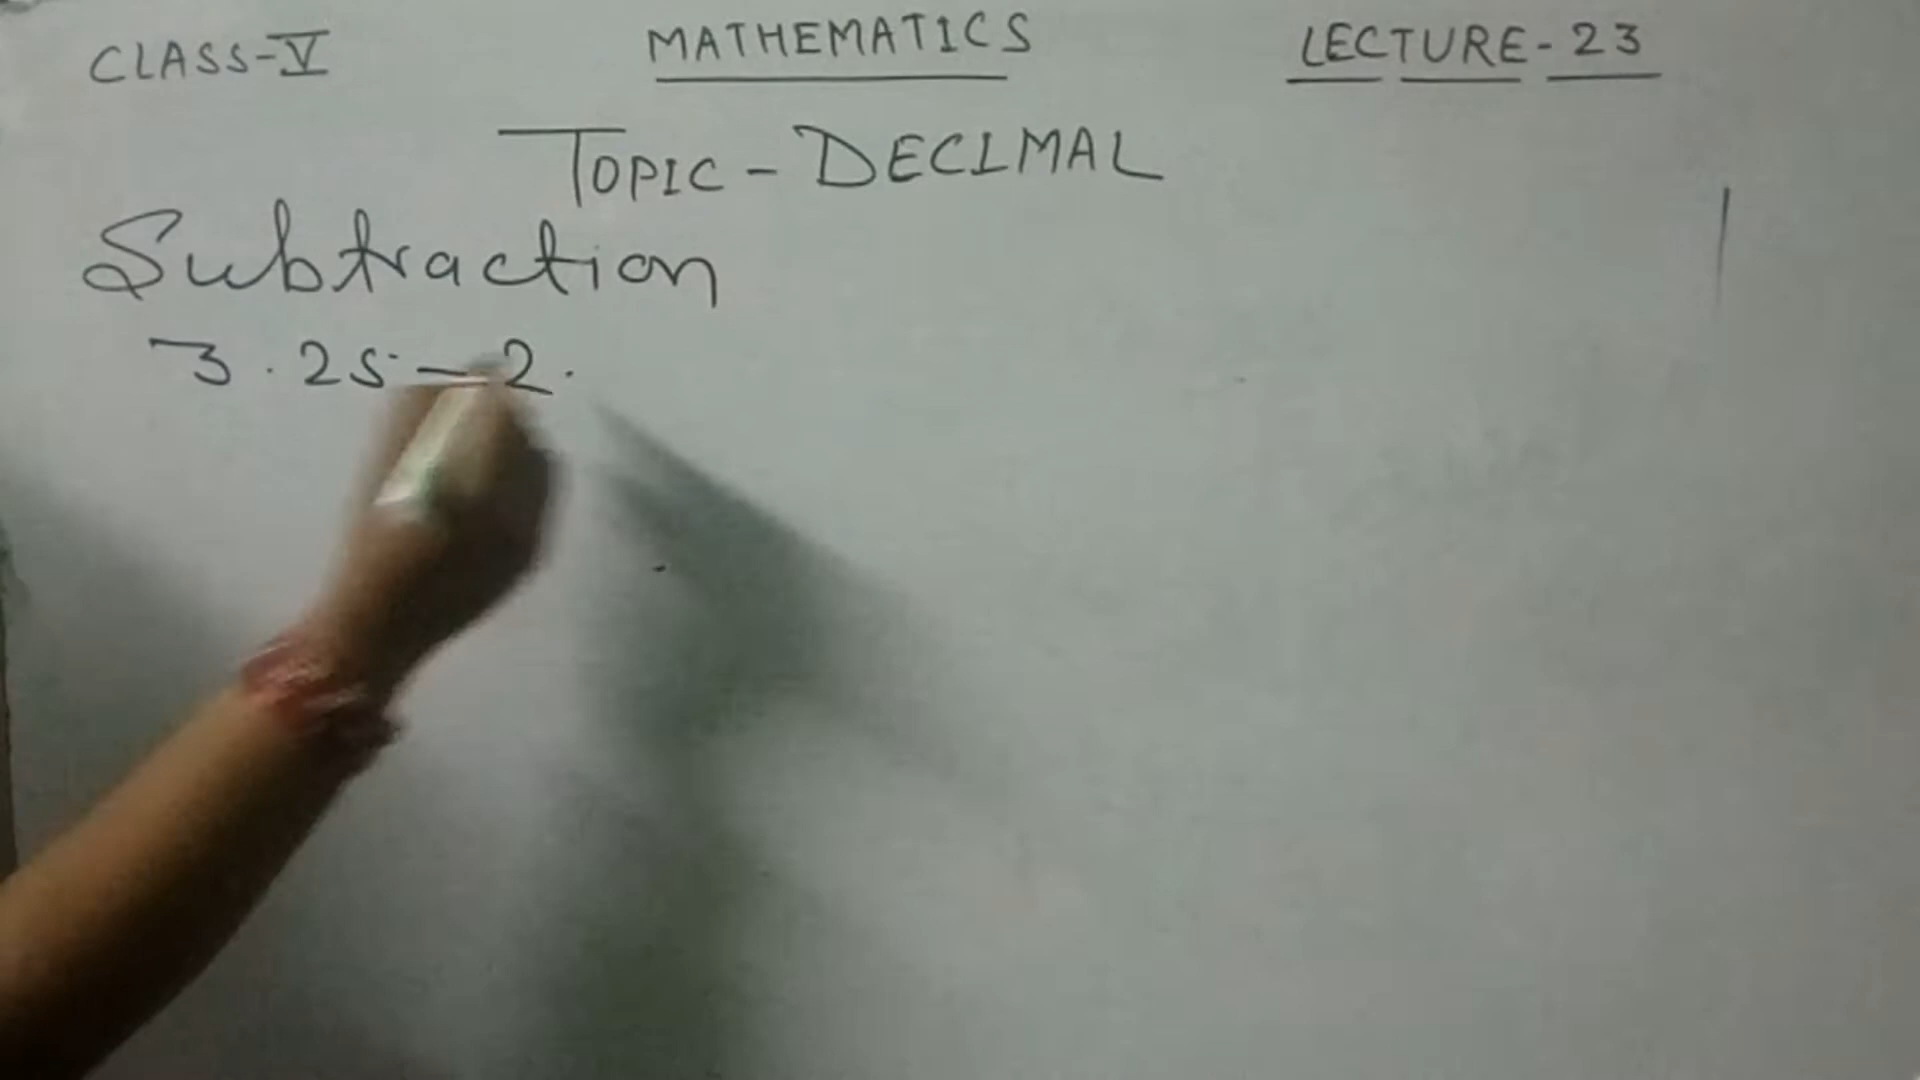 CLASS-V MATHEMATICS LECTURE-23
TOPIC-DECIMAL
Subtraction
3.25-2.